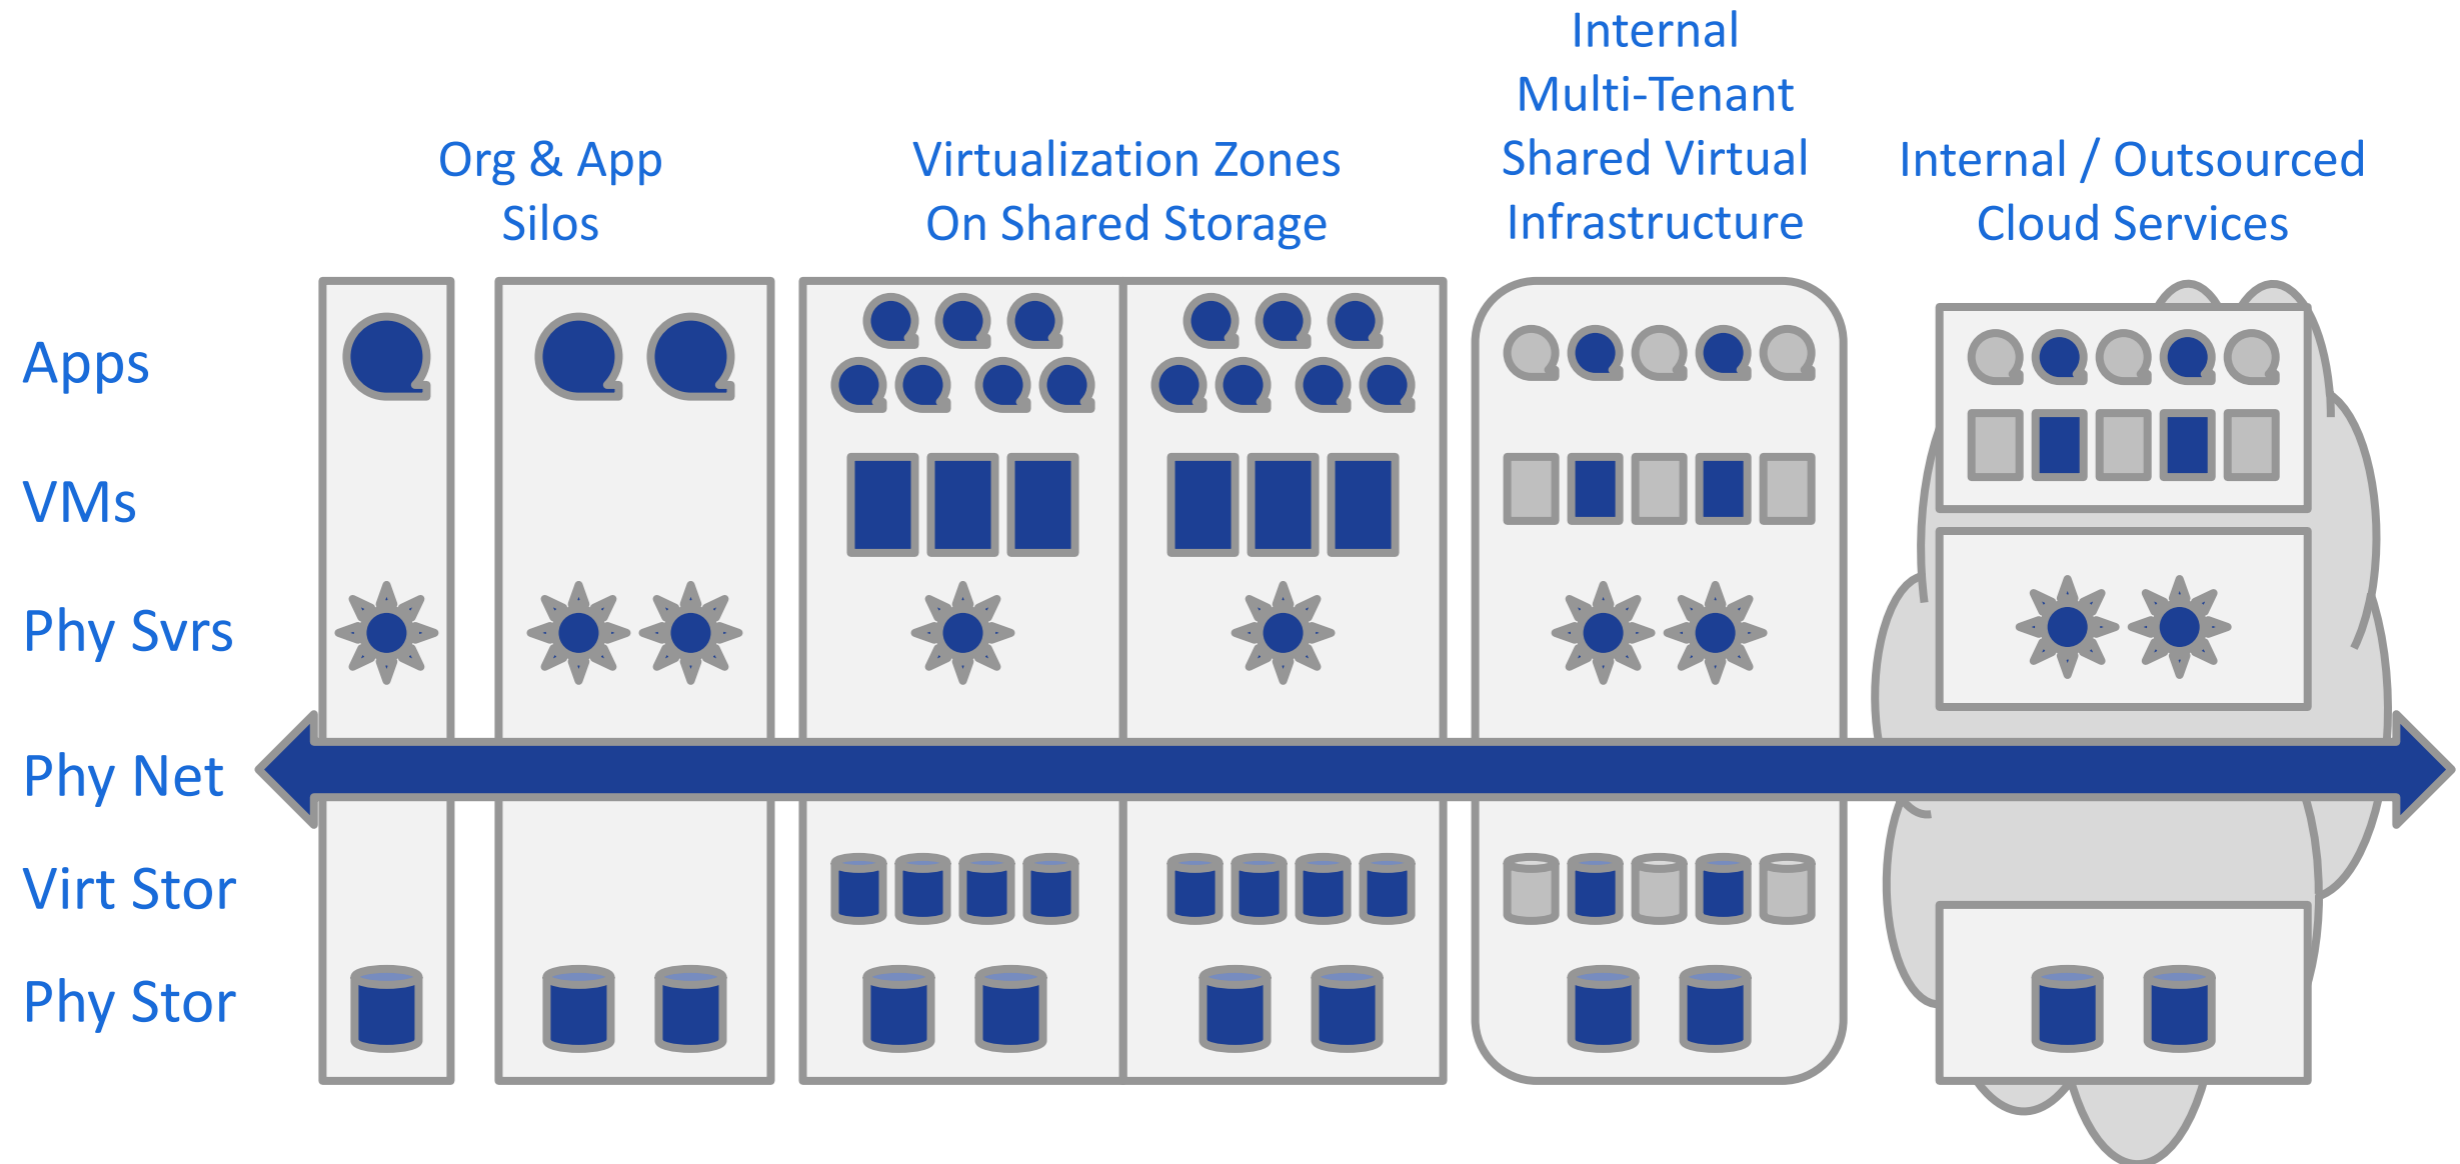 Org & App
Silos
Virtualization Zones
On Shared Storage
Internal
Multi-Tenant
Shared Virtual
Infrastructure
Internal / Outsourced
Cloud Services
Apps
VMs
Phy Svrs
Phy Net
Virt Stor
Phy Stor